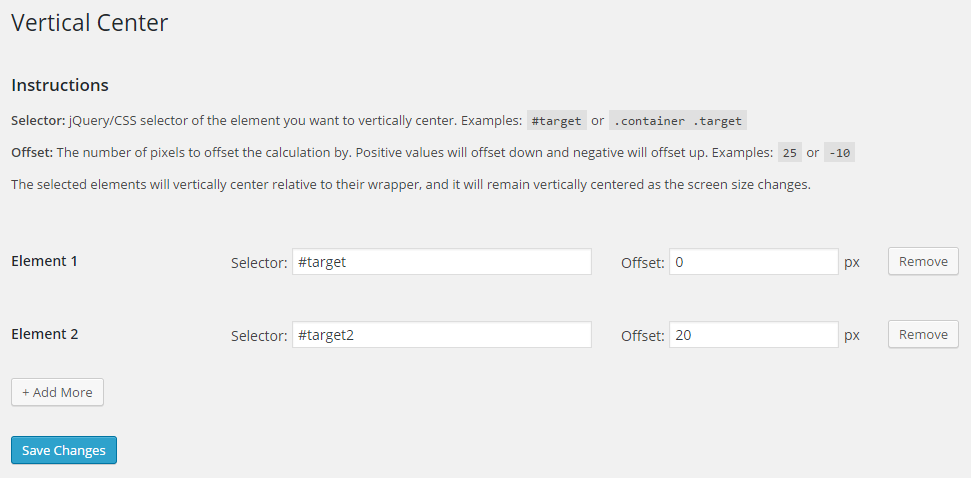 Vertical Center
Instructions
Selector: jQuery/CSS selector of the element you want to vertically center. Examples: #target or .container .target
Offset: The number of pixels to offset the calculation by. Positive values will offset down and negative will offset up. Examples: 25 or -10
The selected elements will vertically center relative to their wrapper, and it will remain vertically centered as the screen size changes.
Element 1 Selector: #target Offset: 0 px Remove
Element 2 Selector: #target2 Offset: 20 px Remove
+ Add More
Save Changes